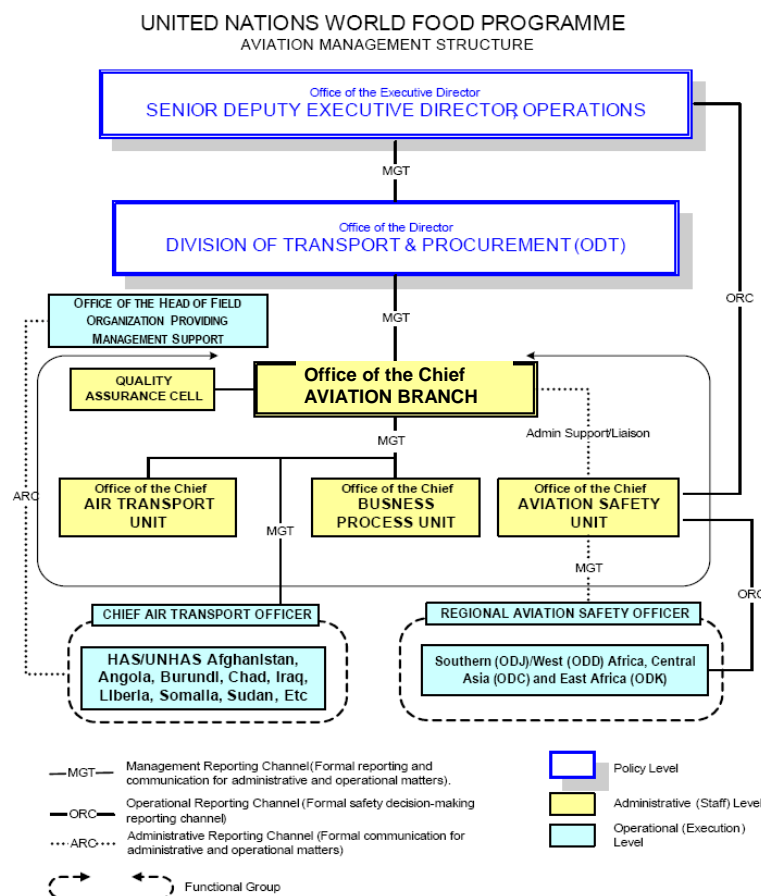 UNITED NATIONS WORLD FOOD PROGRAMME
AVIATION MANAGEMENT STRUCTURE
Office of the Executive Director
SENIOR DEPUTY EXECUTIVE DIRECTOR, OPERATIONS
MGT
Office of the Director
DIVISION OF TRANSPORT & PROCUREMENT (ODT)
ORC
OFFICE OF THE HEAD OF FIELD
ORGANIZATION PROVIDING
MANAGEMENT SUPPORT
MGT
QUALITY
ASSURANCE CELL
Office of the Chief
AVIATION BRANCH
MGT
Admin Support/Liaison
ARC
Office of the Chief
AIR TRANSPORT
UNIT
Office of the Chief
BUSNESS
PROCESS UNIT
Office of the Chief
AVIATION SAFETY
UNIT
MGT
MGT
ORC
CHIEF AIR TRANSPORT OFFICER
HAS/UNHAS Afghanistan,
Angola, Burundi, Chad, Iraq,
Liberia, Somalia, Sudan, Etc
REGIONAL AVIATION SAFETY OFFICER
Southern (ODJ)/West (ODD) Africa, Central
Asia (ODC) and East Africa (ODK)
MGT
Management Reporting Channel (Formal reporting and
communication for administrative and operational matters).
ORC
Operational Reporting Channel (Formal safety decision-making
reporting channel)
ARC
Administrative Reporting Channel (Formal communication for
administrative and operational matters)
Functional Group
Policy Level
Administrative (Staff) Level
Operational (Execution)
Level